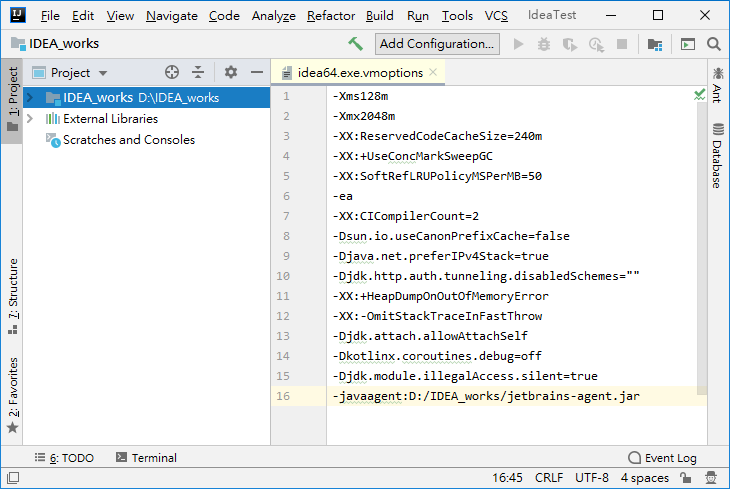 File Edit View Navigate Code Analyze Refactor Build Run Tools VCS IdeaTest
IDEA_works Add Configuration...
1: Project
Project
IDEA_works D:\IDEA_works
External Libraries
Scratches and Consoles
7: Structure
2: Favorites
idea64.exe.vmoptions
1 -Xms128m
2 -Xmx2048m
3 -XX:ReservedCodeCacheSize=240m
4 -XX:+UseConcMarkSweepGC
5 -XX:SoftRefLRUPolicyMSPerMB=50
6 -ea
7 -XX:CICompilerCount=2
8 -Dsun.io.useCanonPrefixCache=false
9 -Djava.net.preferIPv4Stack=true
10 -Djdk.http.auth.tunneling.disabledSchemes=""
11 -XX:+HeapDumpOnOutOfMemoryError
12 -XX:-OmitStackTraceInFastThrow
13 -Djdk.attach.allowAttachSelf
14 -Dkotlinx.coroutines.debug=off
15 -Djdk.module.illegalAccess.silent=true
16 -javaagent:D:/IDEA_works/jetbrains-agent.jar
Ant
Database
6: TODO Terminal Event Log
16:45 CRLF UTF-8 4 spaces